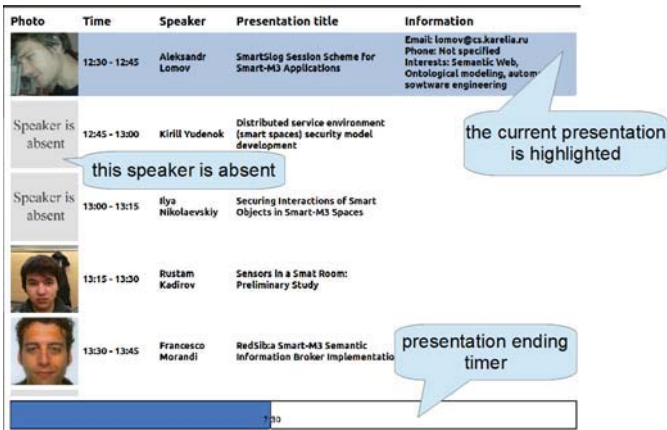 Photo Time Speaker Presentation title Information
12:30 - 12:45
Aleksandr
Lomov
SmartSlog Session Scheme for
Smart-M3 Applications
Email: lomov@cs.karelia.ru
Phone: Not specified
Interests: Semantic Web,
Ontological modeling, autom
sowtware engineering
the current presentation
is highlighted
Speaker is
absent
12:45 - 13:00
Kirill Yudenok
Distributed service environment
(smart spaces) security model
development
this speaker is absent
Speaker is
absent
13:00 - 13:15
Ilya
Nikolaevskiy
Securing Interactions of Smart
Objects in Smart-M3 Spaces
13:15 - 13:30
Rustam
Kadirov
Sensors in a Smat Room:
Preliminary Study
13:30 - 13:45
Francesco
Morandi
RedSib:a Smart-M3 Semantic
Information Broker Implementatio
presentation ending
timer
7:30